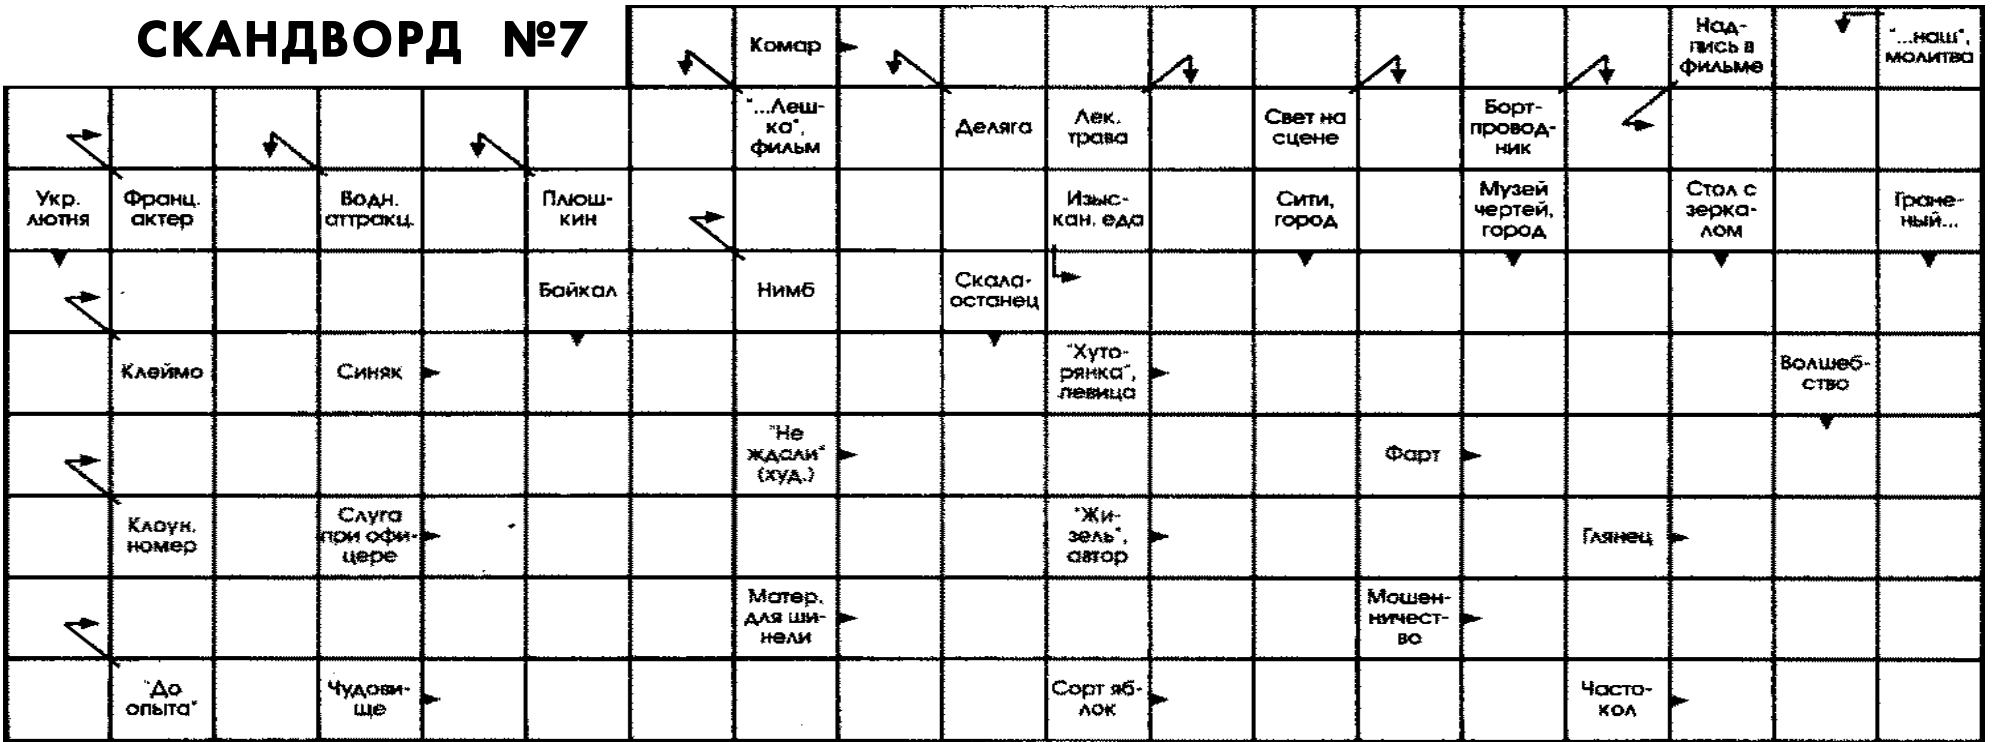 СКАНДВОРД №7
Комар
Над-
пись в
фильме
"...наш",
молитва
"...Леш-
ка",
фильм
Деляга
Лек.
трава
Свет на
сцене
Борт-
провод-
ник
Укр.
лютня
Франц.
актер
Водн.
аттракц.
Плюш-
кин
Изыс-
кан. еда
Сити,
город
Музей
чертей,
город
Стол с
зерка-
лом
Гране-
ный...
Байкал
Нимб
Скала-
останец
Клеймо
Синяк
"Хуто-
рянка",
певица
Волшеб-
ство
"Не
ждали"
(худ.)
Фарт
Клоун.
номер
Слуга
при офи-
цере
"Жи-
зель",
автор
Глянец
Матер.
для ши-
нели
Мошен-
ничест-
во
"До
опыта"
Чудови-
ще
Сорт яб-
лок
Часто-
кол